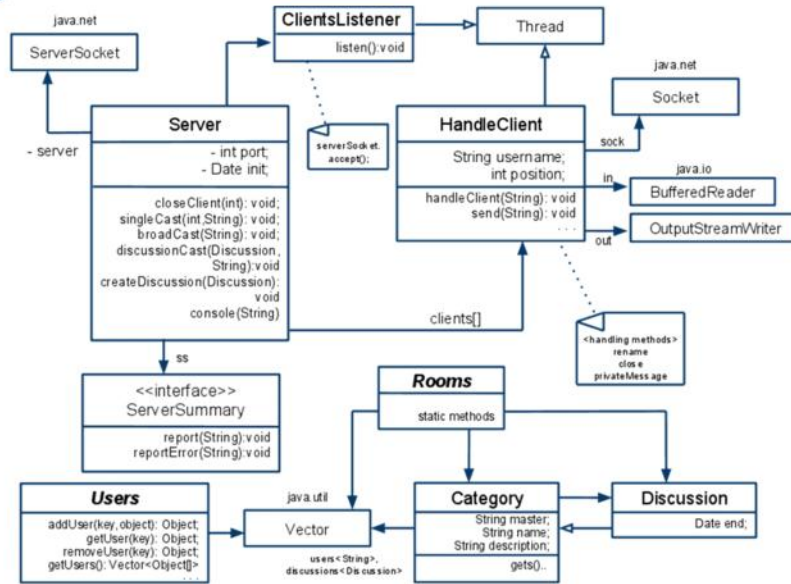 java.net
ServerSocket
ClientsListener
listen():void
Thread
java.net
Socket
- server
Server
- int port;
- Date init;
closeClient(int): void;
singleCast(int,String): void;
broadCast(String): void;
discussionCast(Discussion,
String):void
createDiscussion(Discussion):
void
console(String)
serverSocket.
accept();
HandleClient
String username;
int position;
handleClient(String): void
send(String): void
. . .
sock
in
java.io
BufferedReader
out
OutputStreamWriter
clients[]
<handling methods>
rename
close
privateMessage
ss
<<interface>>
ServerSummary
report(String):void
reportError(String):void
Rooms
static methods
Users
addUser(key,object): Object;
getUser(key): Object;
removeUser(key): Object;
getUsers(): Vector<Object[]>
. . .
java.util
Vector
users<String>,
discussions<Discussion>
Category
String master;
String name;
String description;
gets()..
Discussion
Date end;